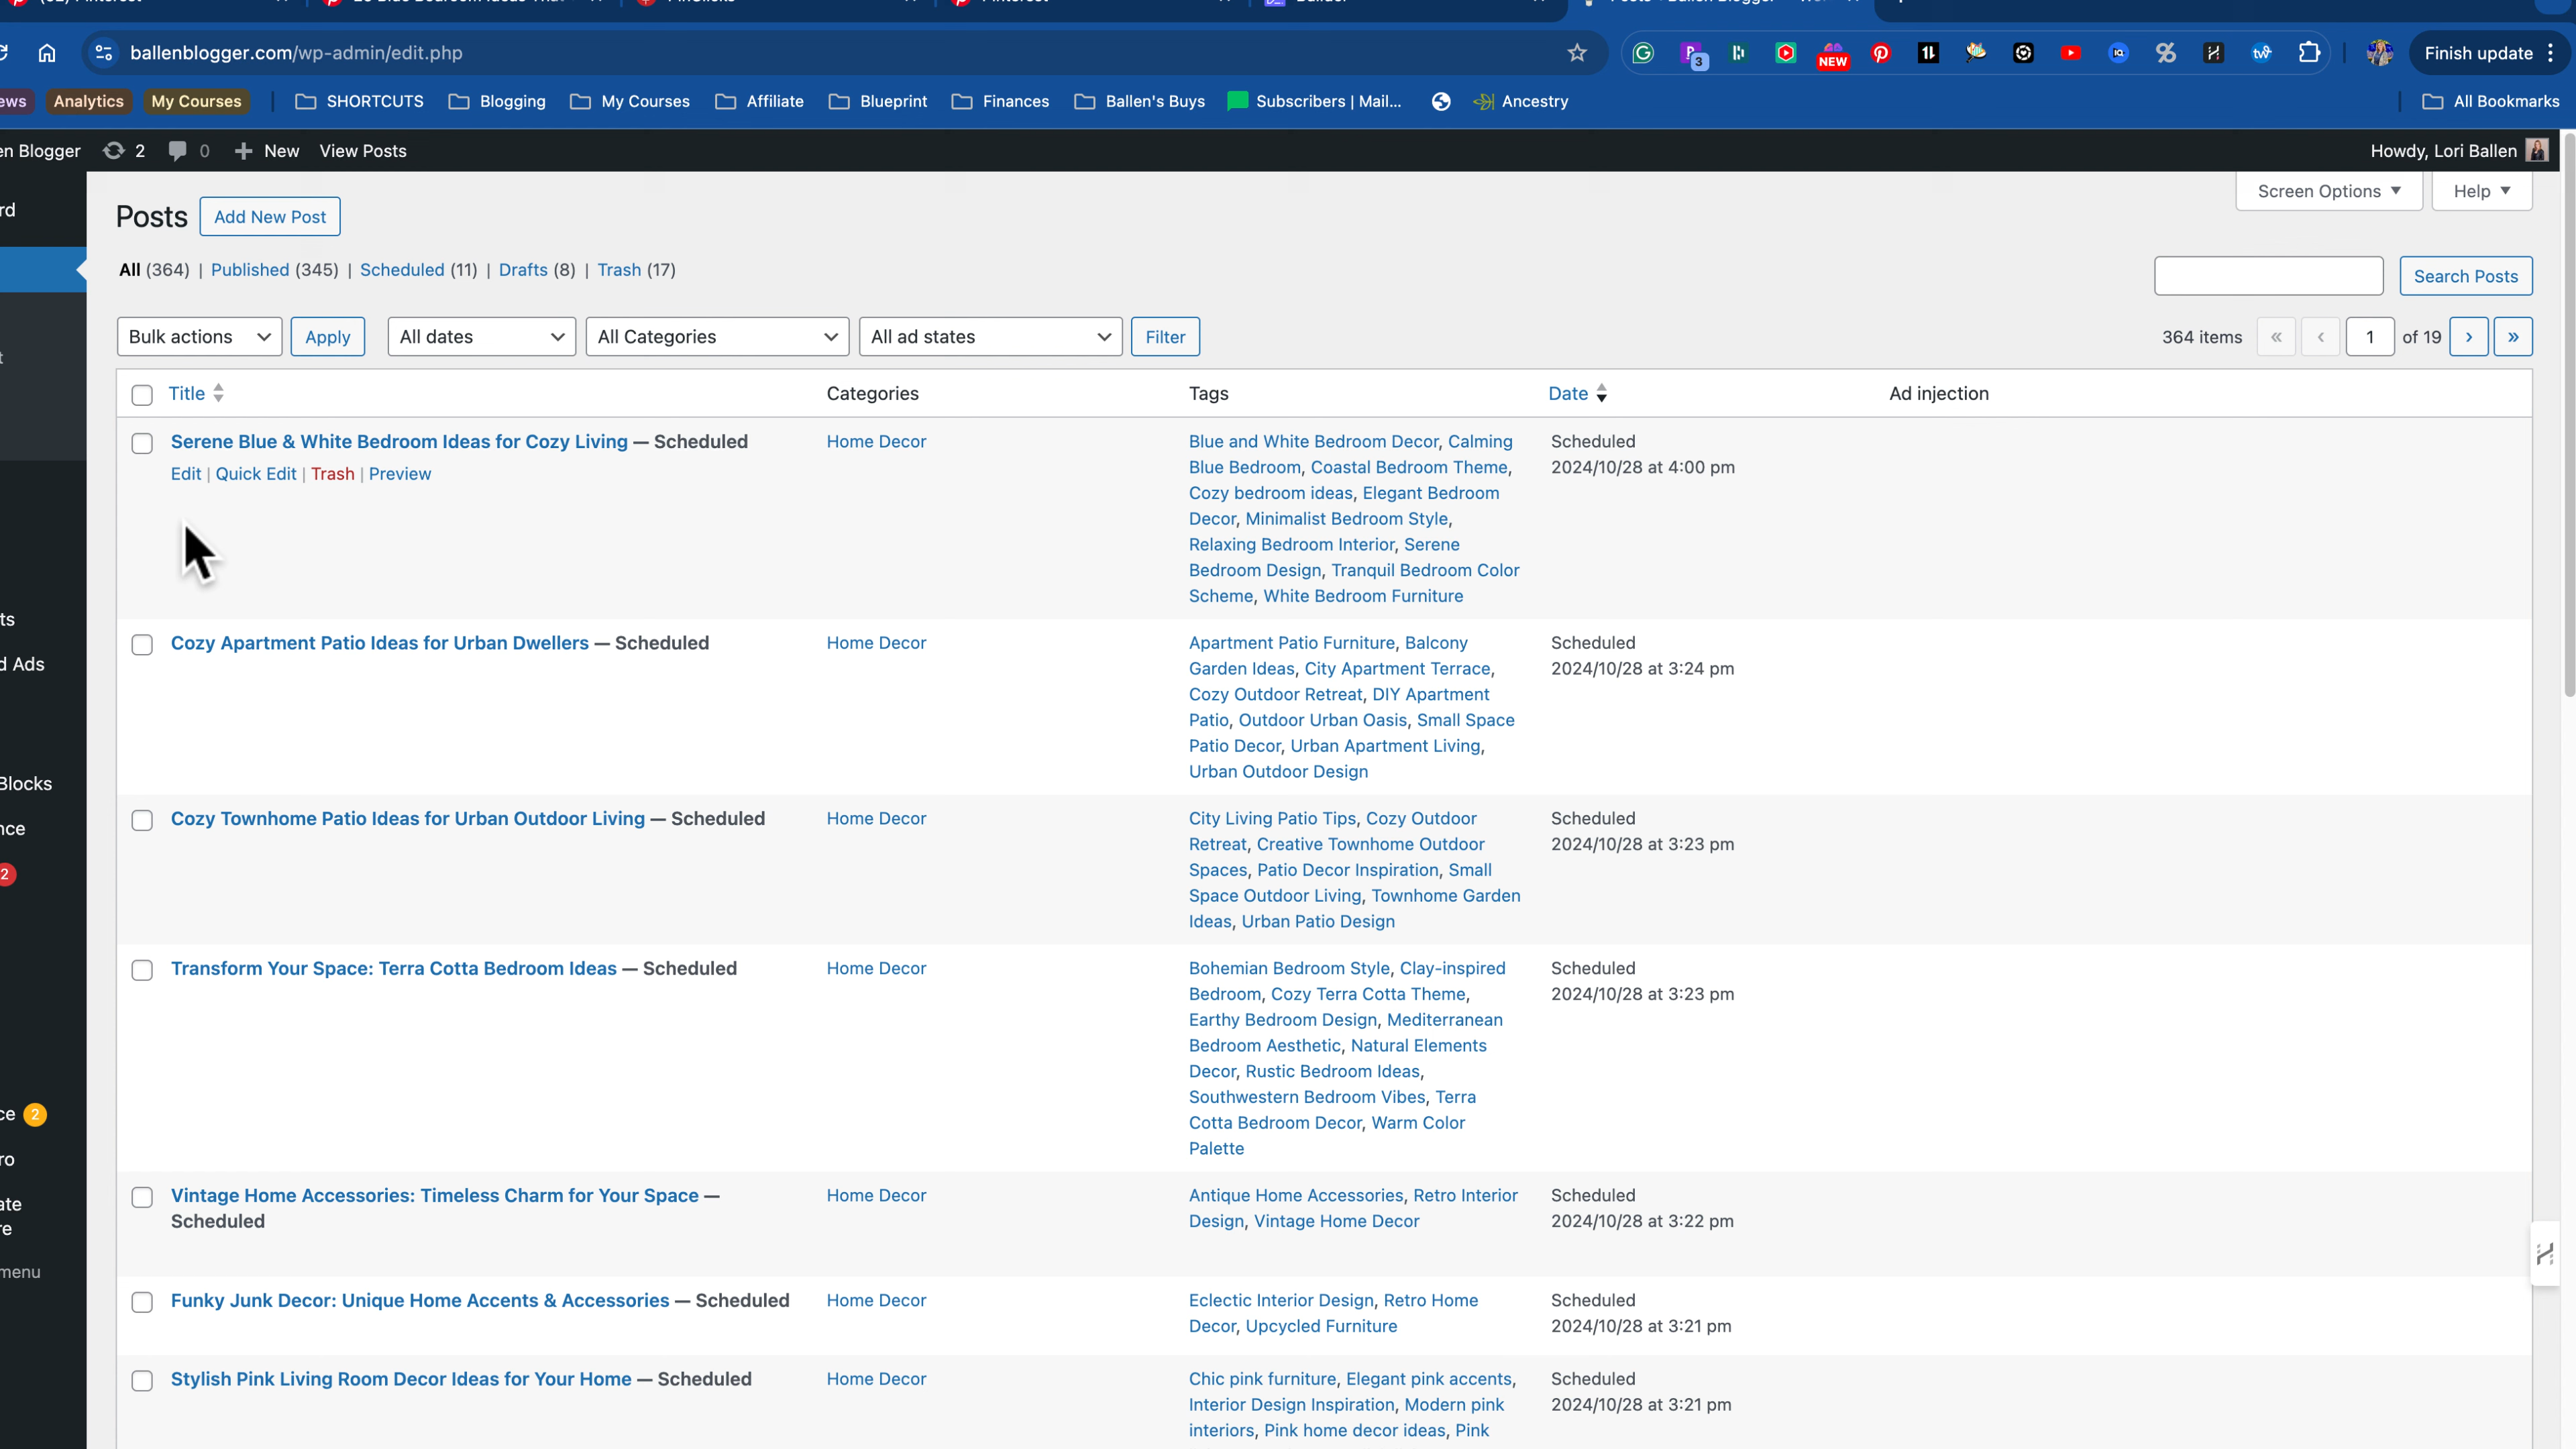 Pinterest
Builder
ballenblogger.com/wp-admin/edit.php
3
NEW
Finish update
ews
Analytics
My Courses
SHORTCUTS
Blogging
My Courses
Affiliate
Blueprint
Finances
Ballen's Buys
Subscribers | Mail...
Ancestry
All Bookmarks
en Blogger
2
0
New
View Posts
Howdy, Lori Ballen
rd
t
ts
d Ads
Blocks
nce
2
ce 2
ro
ate
re
menu
Posts
Add New Post
Screen Options
Help
All (364) | Published (345) | Scheduled (11) | Drafts (8) | Trash (17)
Search Posts
Bulk actions
Apply
All dates
All Categories
All ad states
Filter
364 items « ‹ 1 of 19 › »
Title
Categories
Tags
Date
Ad injection
Serene Blue & White Bedroom Ideas for Cozy Living — Scheduled
Edit | Quick Edit | Trash | Preview
Home Decor
Blue and White Bedroom Decor, Calming
Blue Bedroom, Coastal Bedroom Theme,
Cozy bedroom ideas, Elegant Bedroom
Decor, Minimalist Bedroom Style,
Relaxing Bedroom Interior, Serene
Bedroom Design, Tranquil Bedroom Color
Scheme, White Bedroom Furniture
Scheduled
2024/10/28 at 4:00 pm
Cozy Apartment Patio Ideas for Urban Dwellers — Scheduled
Home Decor
Apartment Patio Furniture, Balcony
Garden Ideas, City Apartment Terrace,
Cozy Outdoor Retreat, DIY Apartment
Patio, Outdoor Urban Oasis, Small Space
Patio Decor, Urban Apartment Living,
Urban Outdoor Design
Scheduled
2024/10/28 at 3:24 pm
Cozy Townhome Patio Ideas for Urban Outdoor Living — Scheduled
Home Decor
City Living Patio Tips, Cozy Outdoor
Retreat, Creative Townhome Outdoor
Spaces, Patio Decor Inspiration, Small
Space Outdoor Living, Townhome Garden
Ideas, Urban Patio Design
Scheduled
2024/10/28 at 3:23 pm
Transform Your Space: Terra Cotta Bedroom Ideas — Scheduled
Home Decor
Bohemian Bedroom Style, Clay-inspired
Bedroom, Cozy Terra Cotta Theme,
Earthy Bedroom Design, Mediterranean
Bedroom Aesthetic, Natural Elements
Decor, Rustic Bedroom Ideas,
Southwestern Bedroom Vibes, Terra
Cotta Bedroom Decor, Warm Color
Palette
Scheduled
2024/10/28 at 3:23 pm
Vintage Home Accessories: Timeless Charm for Your Space —
Scheduled
Home Decor
Antique Home Accessories, Retro Interior
Design, Vintage Home Decor
Scheduled
2024/10/28 at 3:22 pm
Funky Junk Decor: Unique Home Accents & Accessories — Scheduled
Home Decor
Eclectic Interior Design, Retro Home
Decor, Upcycled Furniture
Scheduled
2024/10/28 at 3:21 pm
Stylish Pink Living Room Decor Ideas for Your Home — Scheduled
Home Decor
Chic pink furniture, Elegant pink accents,
Interior Design Inspiration, Modern pink
interiors, Pink home decor ideas, Pink
Scheduled
2024/10/28 at 3:21 pm